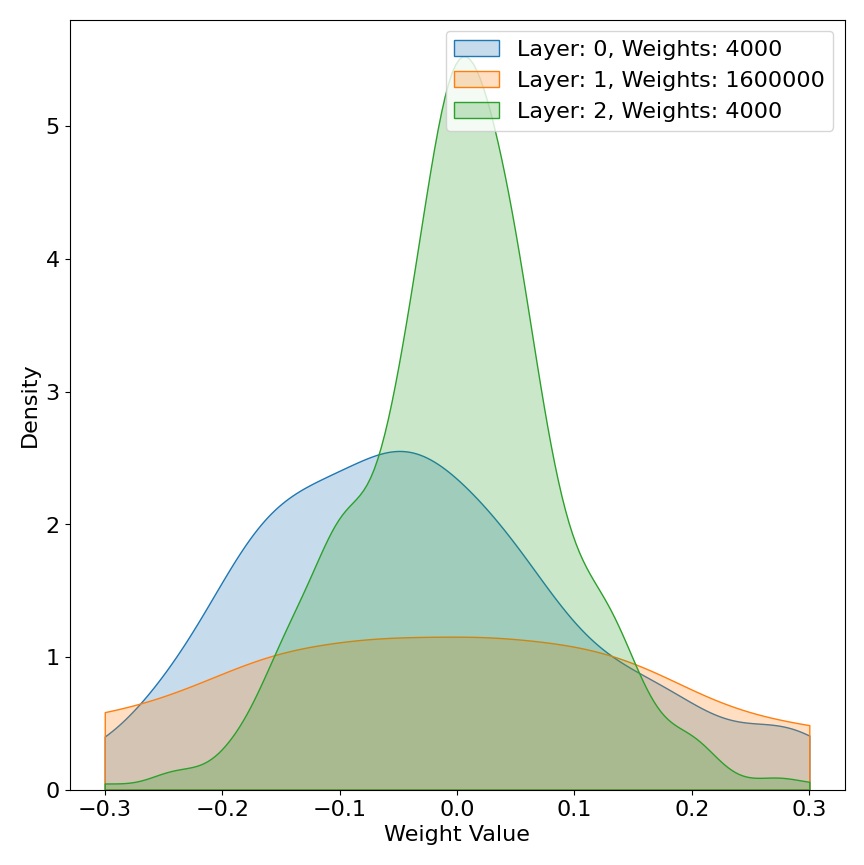 Layer: 0, Weights: 4000
Layer: 1, Weights: 1600000
Layer: 2, Weights: 4000
Density
5
4
3
2
1
0
−0.3 −0.2 −0.1 0.0 0.1 0.2 0.3
Weight Value